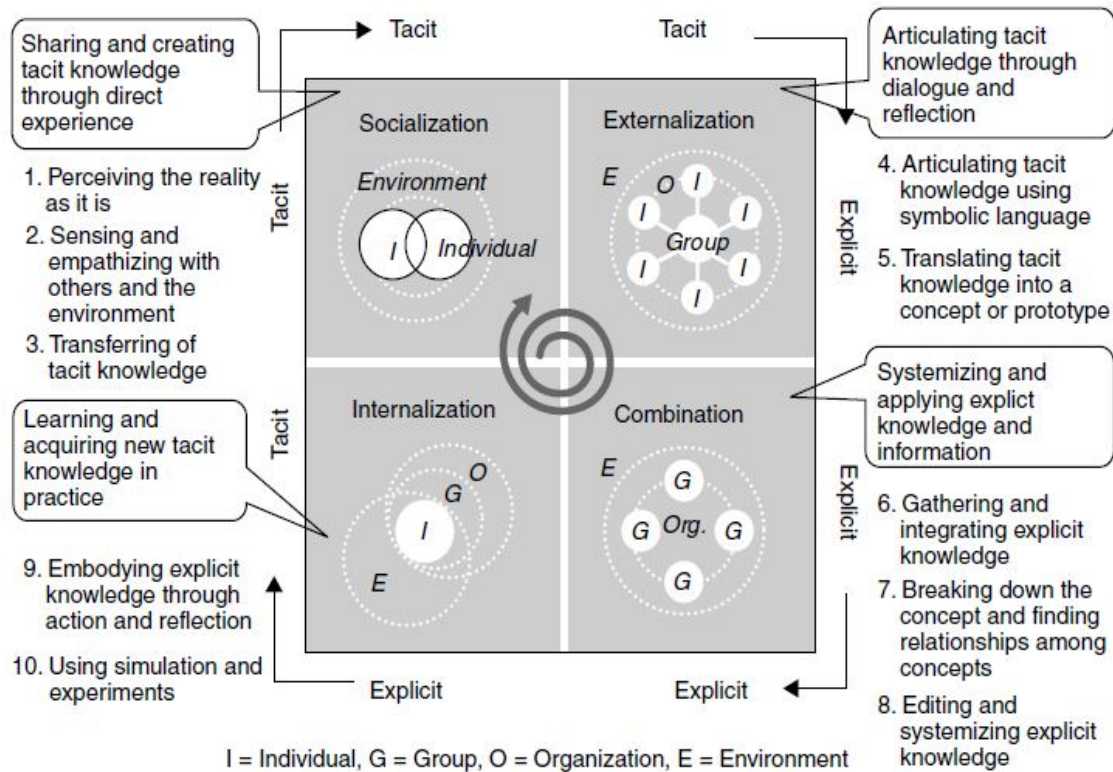 Sharing and creating
tacit knowledge
through direct
experience
Tacit
Tacit
Articulating tacit
knowledge through
dialogue and
reflection
1. Perceiving the reality
as it is
2. Sensing and
empathizing with
others and the
environment
3. Transferring of
tacit knowledge
Tacit
Socialization
Environment
I
Individual
Externalization
E
O
I
I
I
Group
I
I
I
Explicit
4. Articulating tacit
knowledge using
symbolic language
5. Translating tacit
knowledge into a
concept or prototype
Learning and
acquiring new tacit
knowledge in
practice
Tacit
Internalization
O
G
I
E
Combination
E
G
G
Org.
G
G
Explicit
Systemizing and
applying explict
knowledge and
information
9. Embodying explicit
knowledge through
action and reflection
10. Using simulation and
experiments
Explicit
Explicit
6. Gathering and
integrating explicit
knowledge
7. Breaking down the
concept and finding
relationships among
concepts
8. Editing and
systemizing explicit
knowledge
I = Individual, G = Group, O = Organization, E = Environment